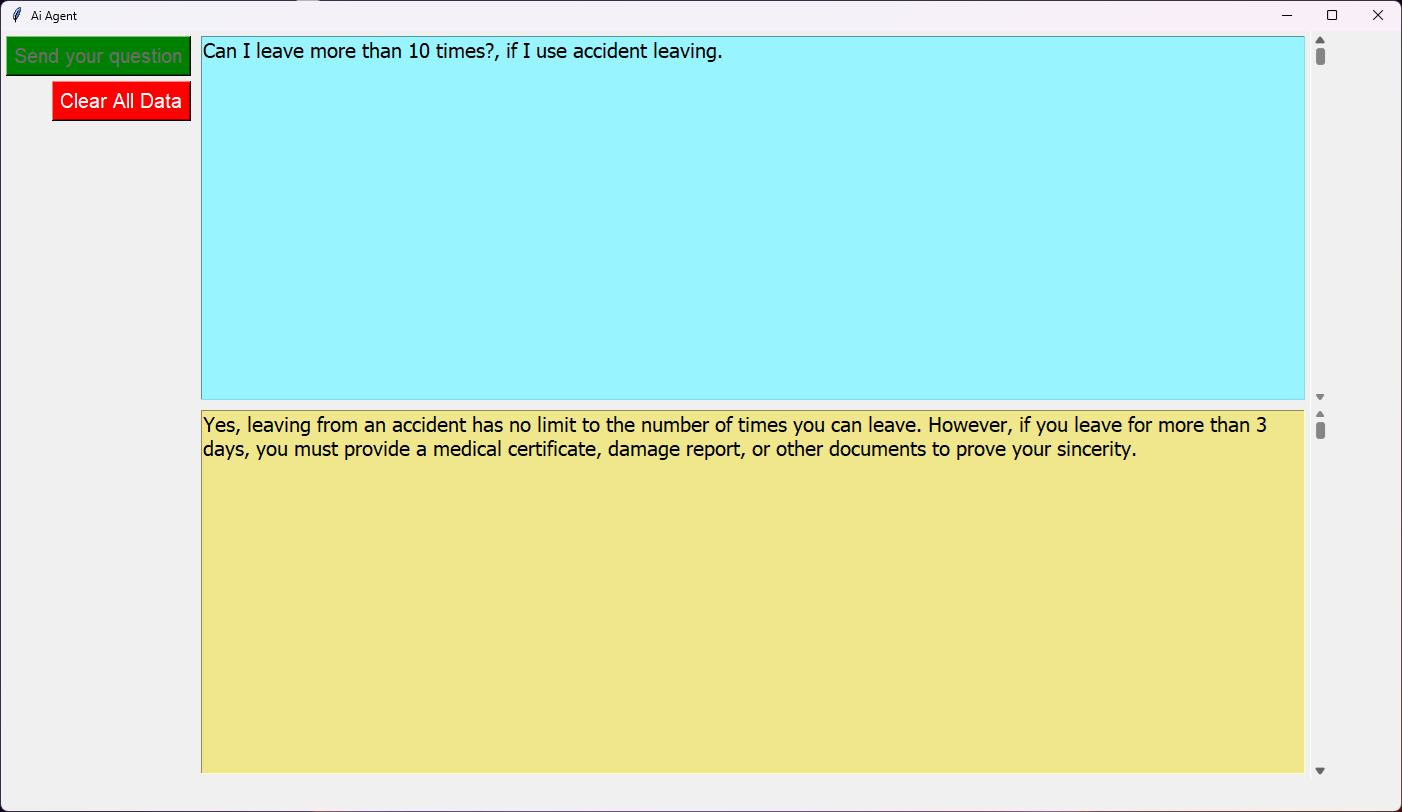 Ai Agent
Send your question
Clear All Data
Can I leave more than 10 times?, if I use accident leaving.
Yes, leaving from an accident has no limit to the number of times you can leave. However, if you leave for more than 3
days, you must provide a medical certificate, damage report, or other documents to prove your sincerity.